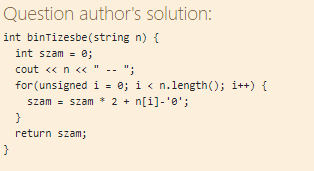 Question author's solution:
int binTizesbe(string n) {
  int szam = 0;
  cout << n << " -- ";
  for(unsigned i = 0; i < n.length(); i++) {
    szam = szam * 2 + n[i]-'0';
  }
  return szam;
}